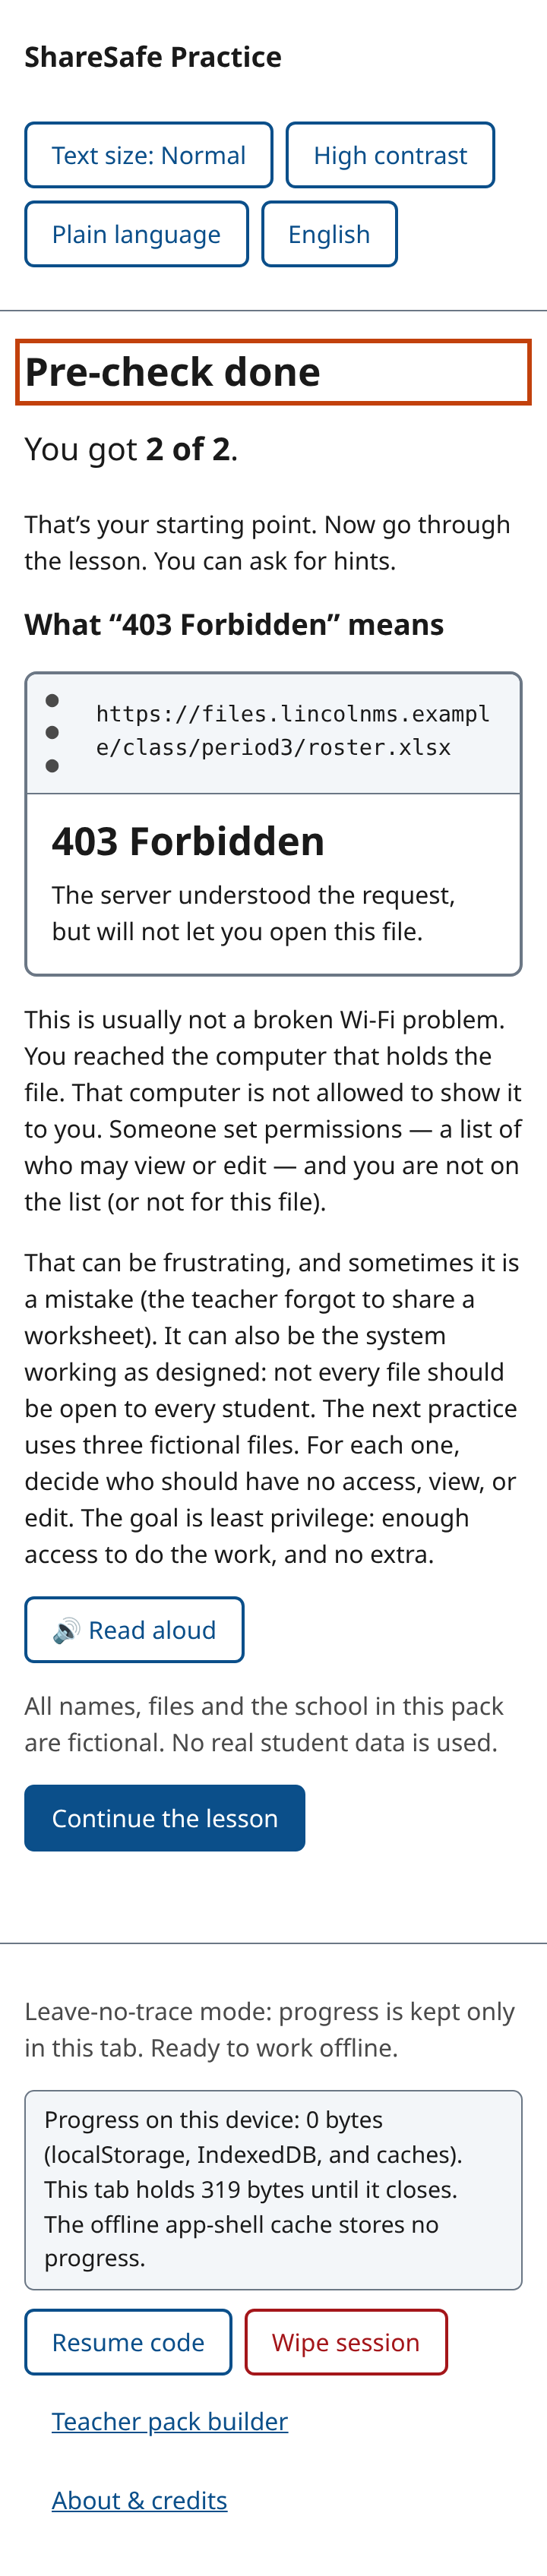 ShareSafe Practice
Text size: Normal
High contrast
Plain language
English
Pre-check done
You got 2 of 2.
That’s your starting point. Now go through
the lesson. You can ask for hints.
What “403 Forbidden” means
https://files.lincolnms.exampl
e/class/period3/roster.xlsx
403 Forbidden
The server understood the request,
but will not let you open this file.
This is usually not a broken Wi-Fi problem.
You reached the computer that holds the
file. That computer is not allowed to show it
to you. Someone set permissions — a list of
who may view or edit — and you are not on
the list (or not for this file).
That can be frustrating, and sometimes it is
a mistake (the teacher forgot to share a
worksheet). It can also be the system
working as designed: not every file should
be open to every student. The next practice
uses three fictional files. For each one,
decide who should have no access, view, or
edit. The goal is least privilege: enough
access to do the work, and no extra.
🔊 Read aloud
All names, files and the school in this pack
are fictional. No real student data is used.
Continue the lesson
Leave-no-trace mode: progress is kept only
in this tab. Ready to work offline.
Progress on this device: 0 bytes
(localStorage, IndexedDB, and caches).
This tab holds 319 bytes until it closes.
The offline app-shell cache stores no
progress.
Resume code
Wipe session
Teacher pack builder
About & credits